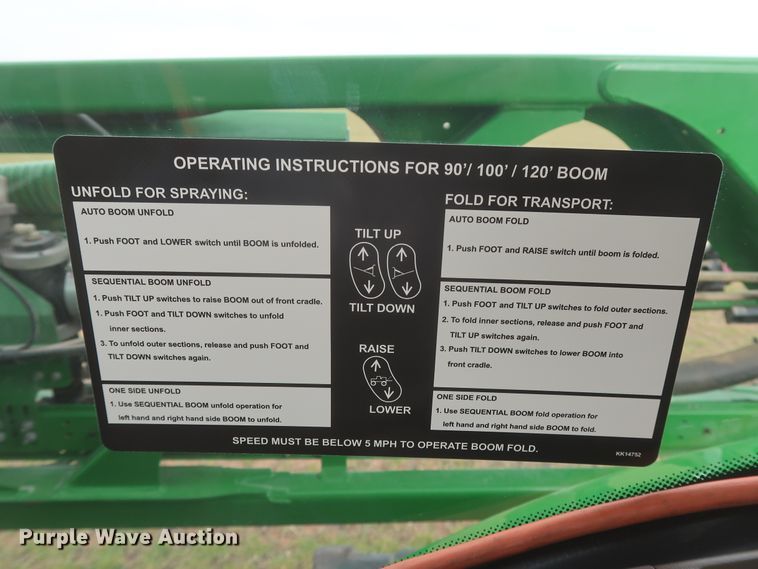 OPERATING INSTRUCTIONS FOR 90'/ 100' / 120' BOOM
UNFOLD FOR SPRAYING:
AUTO BOOM UNFOLD
1. Push FOOT and LOWER switch until BOOM is unfolded.
SEQUENTIAL BOOM UNFOLD
1. Push TILT UP switches to raise BOOM out of front cradle.
1. Push FOOT and TILT DOWN switches to unfold
inner sections.
3. To unfold outer sections, release and push FOOT and
TILT DOWN switches again.
ONE SIDE UNFOLD
1. Use SEQUENTIAL BOOM unfold operation for
left hand and right hand side BOOM to unfold.
TILT UP
TILT DOWN
RAISE
LOWER
FOLD FOR TRANSPORT:
AUTO BOOM FOLD
1. Push FOOT and RAISE switch until boom is folded.
SEQUENTIAL BOOM FOLD
1. Push FOOT and TILT UP switches to fold outer sections.
2. To fold inner sections, release and push FOOT and
TILT UP switches again.
3. Push TILT DOWN switches to lower BOOM into
front cradle.
ONE SIDE FOLD
1. Use SEQUENTIAL BOOM fold operation for
left hand and right hand side BOOM to fold.
SPEED MUST BE BELOW 5 MPH TO OPERATE BOOM FOLD.
KK14752
Purple Wave Auction